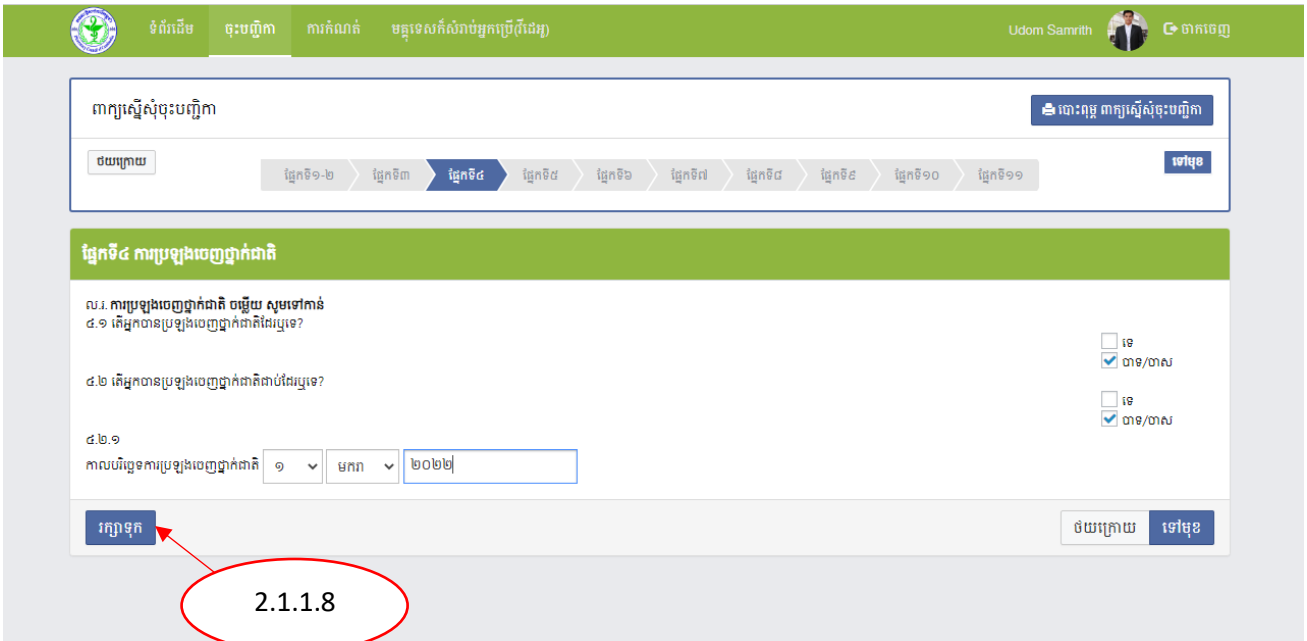 ទំព័រដើម ចុះបញ្ជិកា ការកំណត់ មគ្គុទេសក៏សំរាប់អ្នកប្រើ(វីដេអូ) Udom Samrith ចាកចេញ
ពាក្យស្នើសុំចុះបញ្ជិកា បោះពុម្ព ពាក្យស្នើសុំចុះបញ្ជិកា
ថយក្រោយ ផ្នែកទី១-២ ផ្នែកទី៣ ផ្នែកទី៤ ផ្នែកទី៥ ផ្នែកទី៦ ផ្នែកទី៧ ផ្នែកទី៨ ផ្នែកទី៩ ផ្នែកទី១០ ផ្នែកទី១១ ទៅមុខ
ផ្នែកទី៤ ការប្រឡងចេញថ្នាក់ជាតិ
ល.រ. ការប្រឡងចេញថ្នាក់ជាតិ ចម្លើយ សូមទៅកាន់
៤.១ តើអ្នកបានប្រឡងចេញថ្នាក់ជាតិដែរឬទេ?
ទេ
បាទ/ចាស
៤.២ តើអ្នកបានប្រឡងចេញថ្នាក់ជាតិជាប់ដែរឬទេ?
ទេ
បាទ/ចាស
៤.២.១
កាលបរិច្ឆេទការប្រឡងចេញថ្នាក់ជាតិ ១ មករា ២០២២
រក្សាទុក ថយក្រោយ ទៅមុខ
2.1.1.8